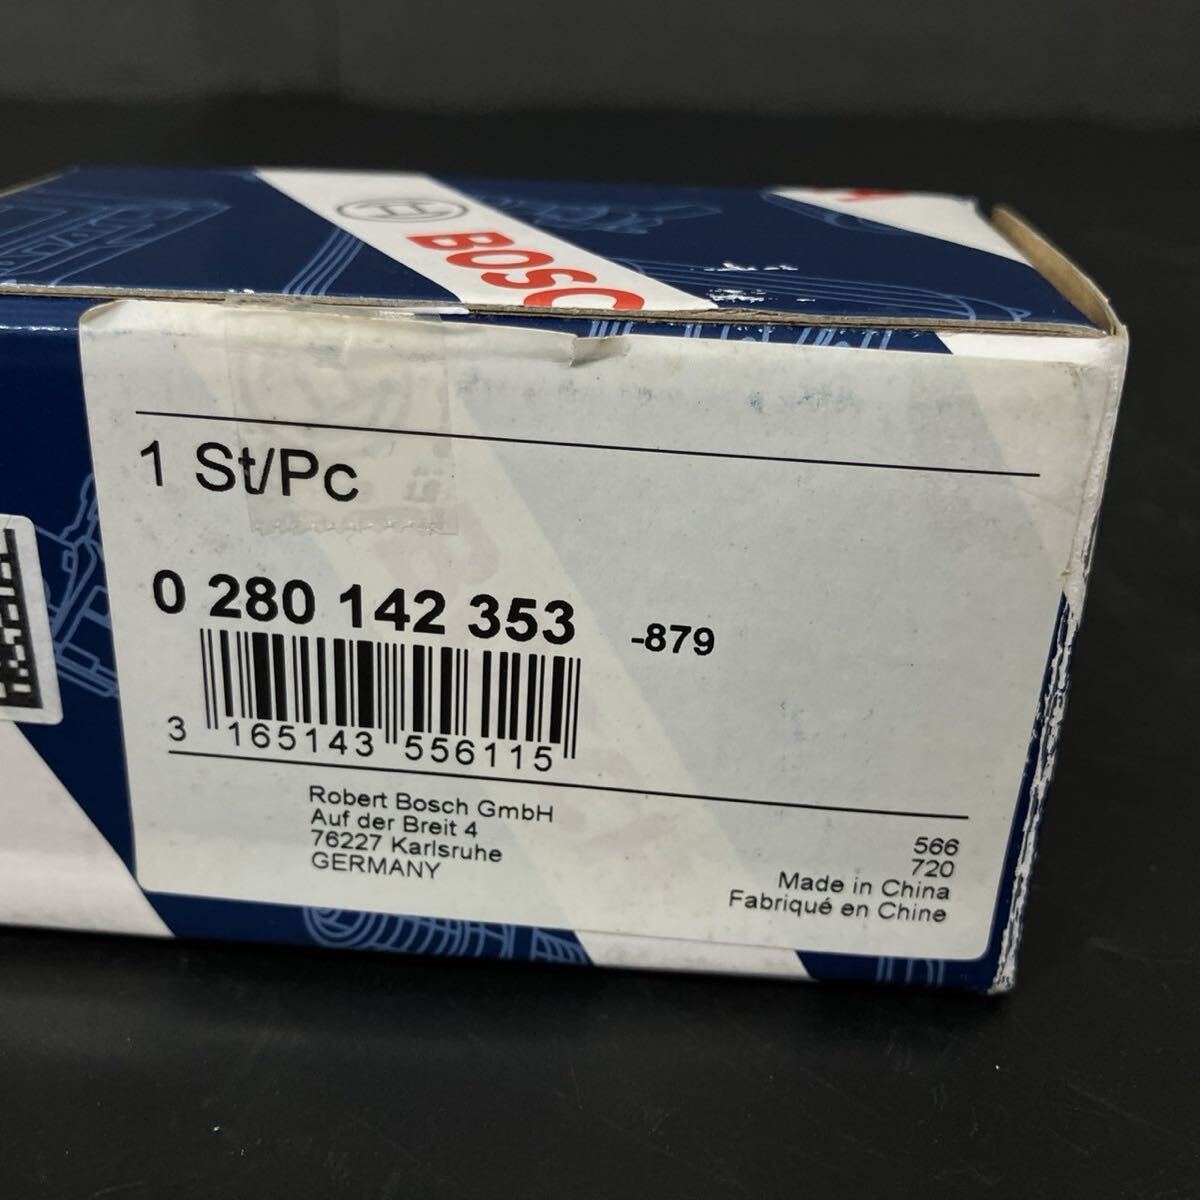 BOSC
1 St/Pc
0 280 142 353 -879
3 165143 556115
Robert Bosch GmbH
Auf der Breit 4
76227 Karlsruhe
GERMANY
566
720
Made in China
Fabriqué en Chine